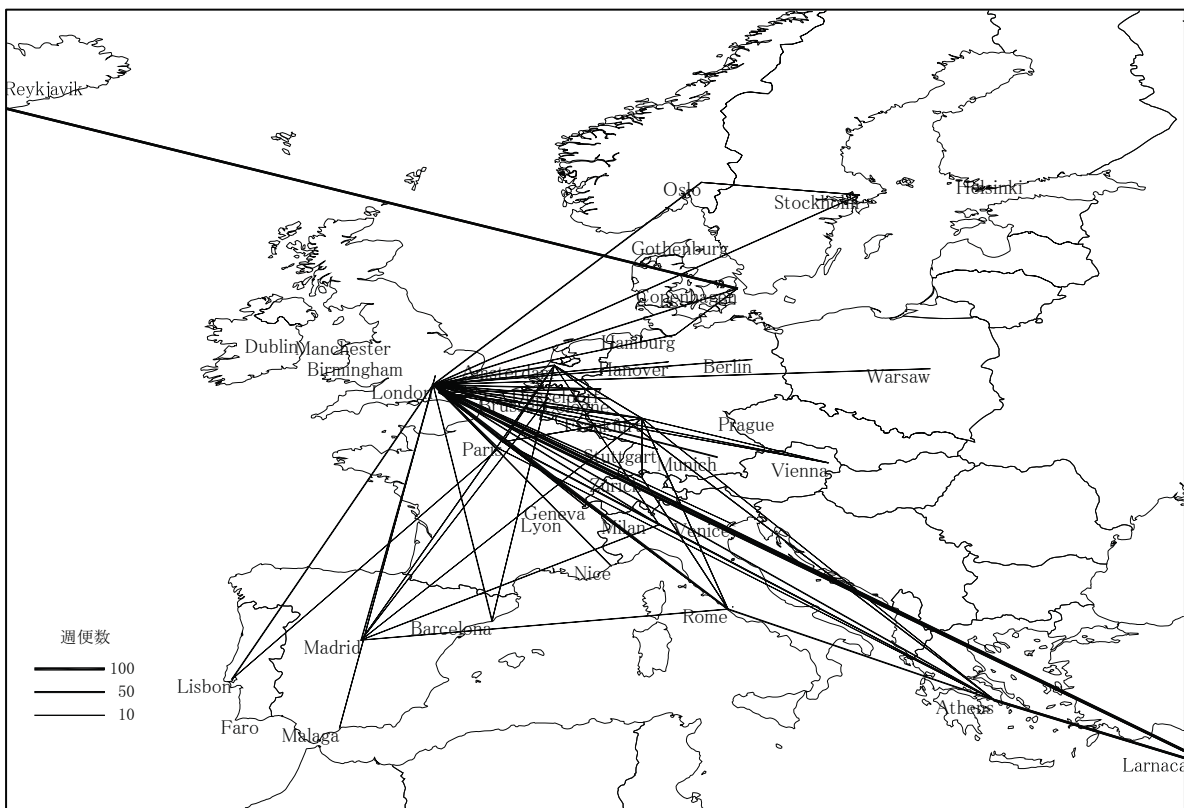 Reykjavik
Oslo
Helsinki
Stockholm
Gothenburg
Copenhagen
Dublin
Manchester
Hamburg
Birmingham
Amsterdam
Hanover
Berlin
Warsaw
London
Paris
Prague
Stuttgart
Munich
Vienna
Zurich
Geneva
Lyon
Milan
Venice
Nice
Rome
Barcelona
Madrid
Lisbon
Faro
Malaga
Athens
Larnaca
週便数
100
50
10